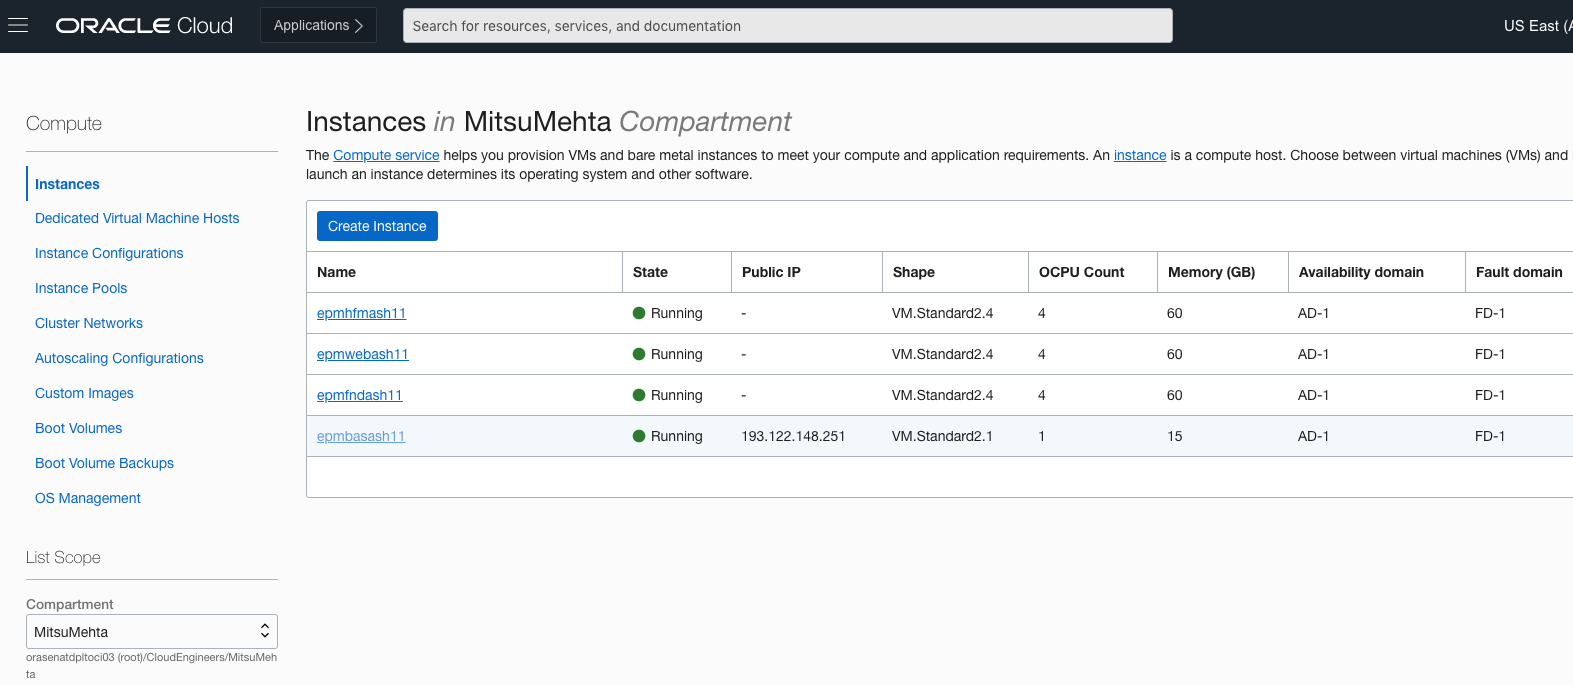 ORACLE Cloud
Applications
Search for resources, services, and documentation
US East (
Compute
Instances
Dedicated Virtual Machine Hosts
Instance Configurations
Instance Pools
Cluster Networks
Autoscaling Configurations
Custom Images
Boot Volumes
Boot Volume Backups
OS Management
List Scope
Compartment
MitsuMehta
orasenatdpltoci03 (root)/CloudEngineers/MitsuMeh
ta
Instances in MitsuMehta Compartment
The Compute service helps you provision VMs and bare metal instances to meet your compute and application requirements. An instance is a compute host. Choose between virtual machines (VMs) and
launch an instance determines its operating system and other software.
Create Instance
Name State Public IP Shape OCPU Count Memory (GB) Availability domain Fault domain
epmhfmash11 Running - VM.Standard2.4 4 60 AD-1 FD-1
epmwebash11 Running - VM.Standard2.4 4 60 AD-1 FD-1
epmfndash11 Running - VM.Standard2.4 4 60 AD-1 FD-1
epmbasash11 Running 193.122.148.251 VM.Standard2.1 1 15 AD-1 FD-1